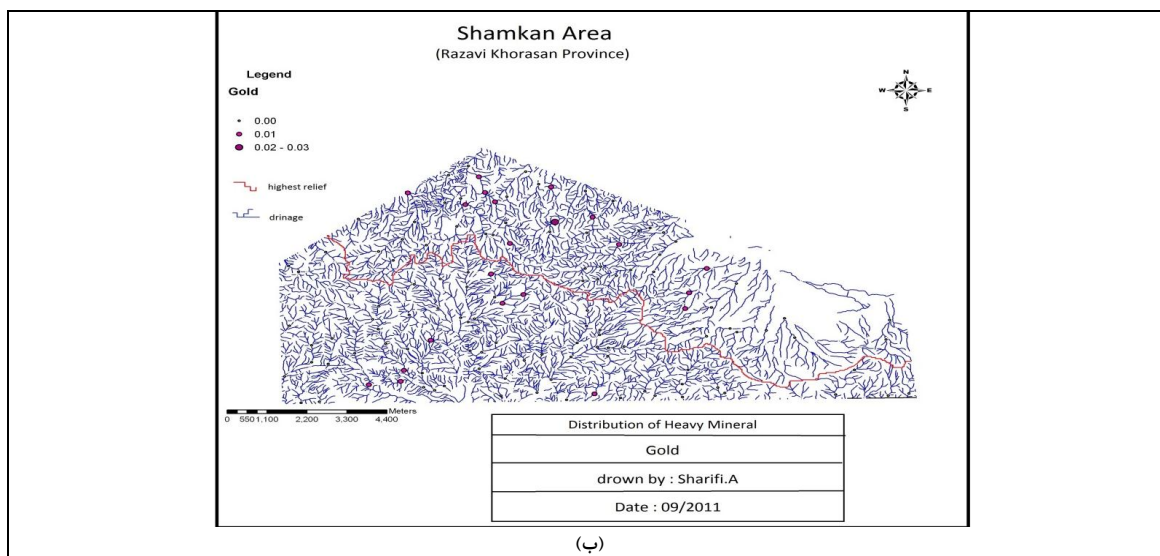 Shamkan Area
(Razavi Khorasan Province)
Legend
Gold
0.00
0.01
0.02 - 0.03
highest relief
drinage
N
W E
S
Meters
0 550 1,100 2,200 3,300 4,400
Distribution of Heavy Mineral
Gold
drown by : Sharifi.A
Date : 09/2011
(ب)